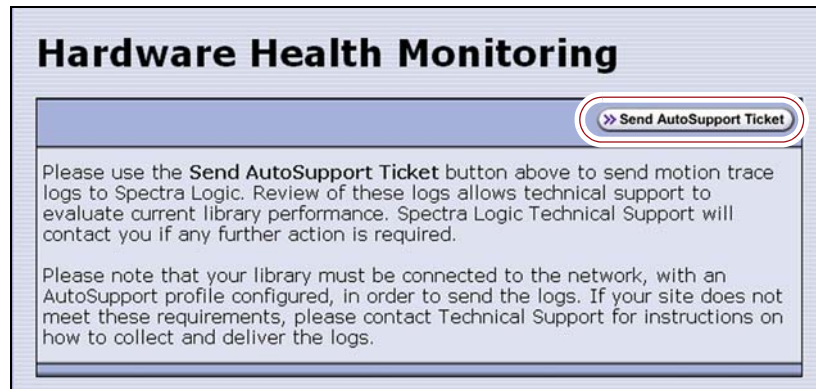 Hardware Health Monitoring
Send AutoSupport Ticket
Please use the Send AutoSupport Ticket button above to send motion trace
logs to Spectra Logic. Review of these logs allows technical support to
evaluate current library performance. Spectra Logic Technical Support will
contact you if any further action is required.
Please note that your library must be connected to the network, with an
AutoSupport profile configured, in order to send the logs. If your site does not
meet these requirements, please contact Technical Support for instructions on
how to collect and deliver the logs.